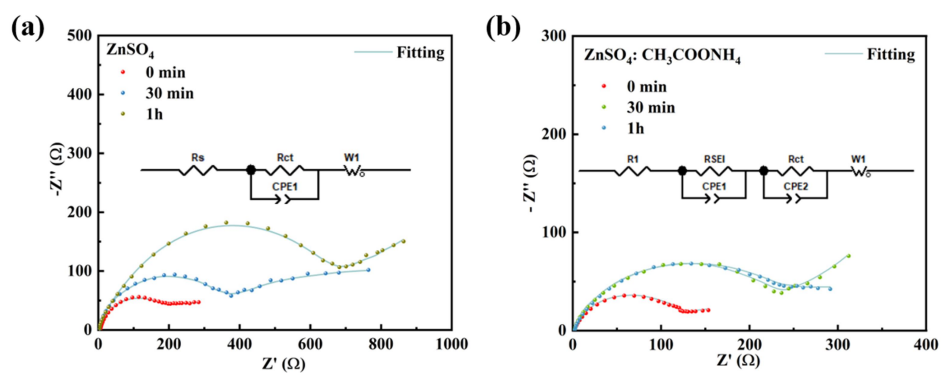 (a)
ZnSO₄
Fitting
0 min
30 min
1h
Rs
Rct
W1
CPE1
-Z'' (Ω)
500
400
300
200
100
0
0
200
400
600
800
1000
Z' (Ω)
(b)
ZnSO₄: CH₃COONH₄
Fitting
0 min
30 min
1h
R1
RSEI
Rct
W1
CPE1
CPE2
- Z'' (Ω)
300
200
100
0
0
100
200
300
400
Z' (Ω)